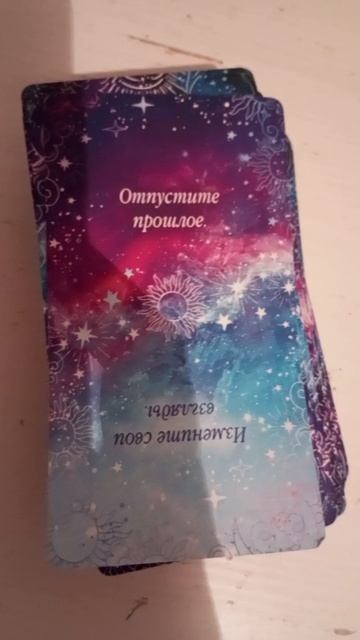 Отпустите
прошлое.
Измените свои
взгляды.